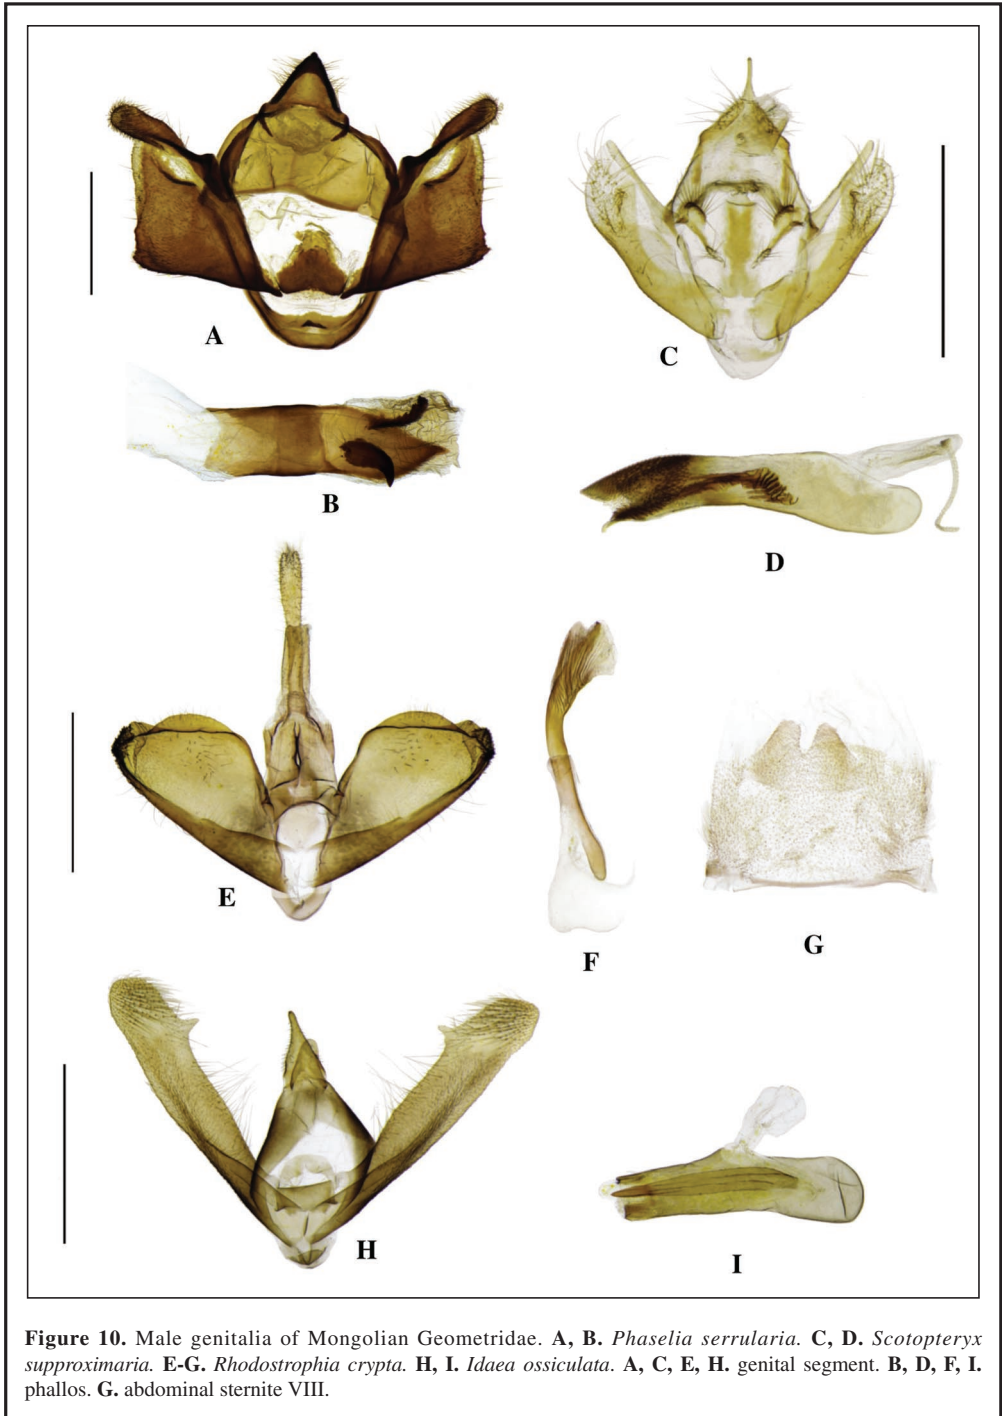 A
C
B
D
E
F
G
H
I
Figure 10. Male genitalia of Mongolian Geometridae. A, B. Phaselia serrularia. C, D. Scotopteryx
supproximaria. E-G. Rhodostrophia crypta. H, I. Idaea ossiculata. A, C, E, H. genital segment. B, D, F, I.
phallos. G. abdominal sternite VIII.